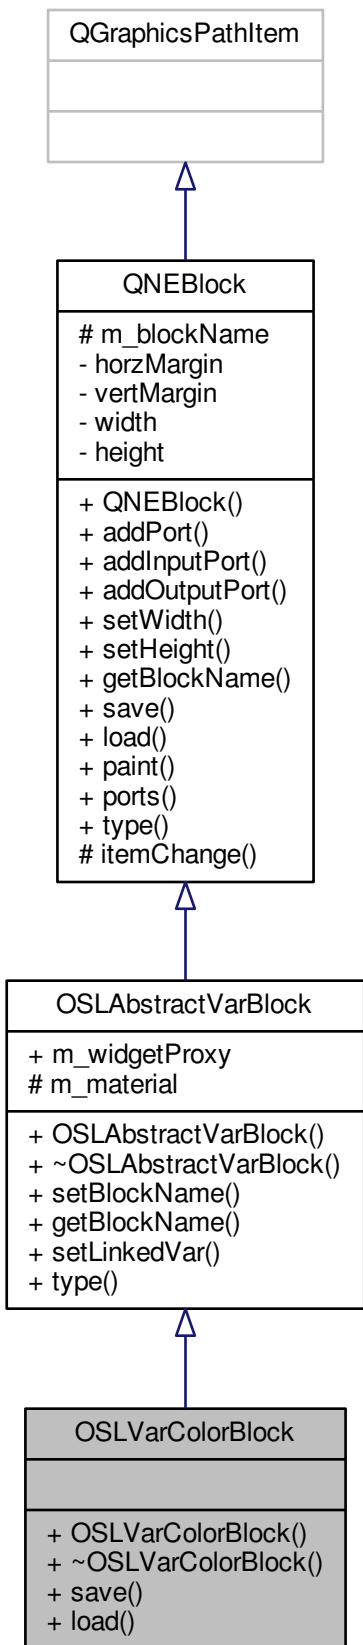 QGraphicsPathItem
QNEBlock
# m_blockName
- horzMargin
- vertMargin
- width
- height
+ QNEBlock()
+ addPort()
+ addInputPort()
+ addOutputPort()
+ setWidth()
+ setHeight()
+ getBlockName()
+ save()
+ load()
+ paint()
+ ports()
+ type()
# itemChange()
OSLAbstractVarBlock
+ m_widgetProxy
# m_material
+ OSLAbstractVarBlock()
+ ~OSLAbstractVarBlock()
+ setBlockName()
+ getBlockName()
+ setLinkedVar()
+ type()
OSLVarColorBlock
+ OSLVarColorBlock()
+ ~OSLVarColorBlock()
+ save()
+ load()